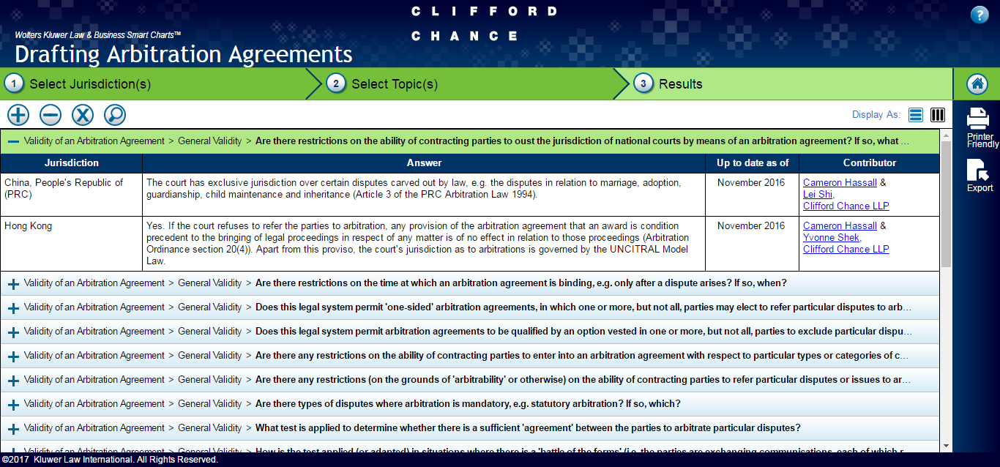 CLIFFORD
CHANCE
?
Wolters Kluwer Law & Business Smart Charts™
Drafting Arbitration Agreements
1 Select Jurisdiction(s)
2 Select Topic(s)
3 Results
Display As:
Printer
Friendly
Export
Validity of an Arbitration Agreement > General Validity > Are there restrictions on the ability of contracting parties to oust the jurisdiction of national courts by means of an arbitration agreement? If so, what ...
Jurisdiction Answer Up to date as of Contributor
China, People's Republic of
(PRC)
The court has exclusive jurisdiction over certain disputes carved out by law, e.g. the disputes in relation to marriage, adoption,
guardianship, child maintenance and inheritance (Article 3 of the PRC Arbitration Law 1994).
November 2016
Cameron Hassall &
Lei Shi,
Clifford Chance LLP
Hong Kong
Yes. If the court refuses to refer the parties to arbitration, any provision of the arbitration agreement that an award is condition
precedent to the bringing of legal proceedings in respect of any matter is of no effect in relation to those proceedings (Arbitration
Ordinance section 20(4)). Apart from this proviso, the court's jurisdiction as to arbitrations is governed by the UNCITRAL Model
Law.
November 2016
Cameron Hassall &
Yvonne Shek,
Clifford Chance LLP
Validity of an Arbitration Agreement > General Validity > Are there restrictions on the time at which an arbitration agreement is binding, e.g. only after a dispute arises? If so, when?
Validity of an Arbitration Agreement > General Validity > Does this legal system permit 'one-sided' arbitration agreements, in which one or more, but not all, parties may elect to refer particular disputes to arb...
Validity of an Arbitration Agreement > General Validity > Does this legal system permit arbitration agreements to be qualified by an option vested in one or more, but not all, parties to exclude particular dispu...
Validity of an Arbitration Agreement > General Validity > Are there any restrictions on the ability of contracting parties to enter into an arbitration agreement with respect to particular types or categories of c...
Validity of an Arbitration Agreement > General Validity > Are there any restrictions (on the grounds of 'arbitrability' or otherwise) on the ability of contracting parties to refer particular disputes or issues to ar...
Validity of an Arbitration Agreement > General Validity > Are there types of disputes where arbitration is mandatory, e.g. statutory arbitration? If so, which?
Validity of an Arbitration Agreement > General Validity > What test is applied to determine whether there is a sufficient 'agreement' between the parties to arbitrate particular disputes?
Validity of an Arbitration Agreement > General Validity > How is the test applied (or adapted) in situations where there is a 'battle of the forms' (i.e. the parties are exchanging communications, each of which r...
©2017 Kluwer Law International. All Rights Reserved.